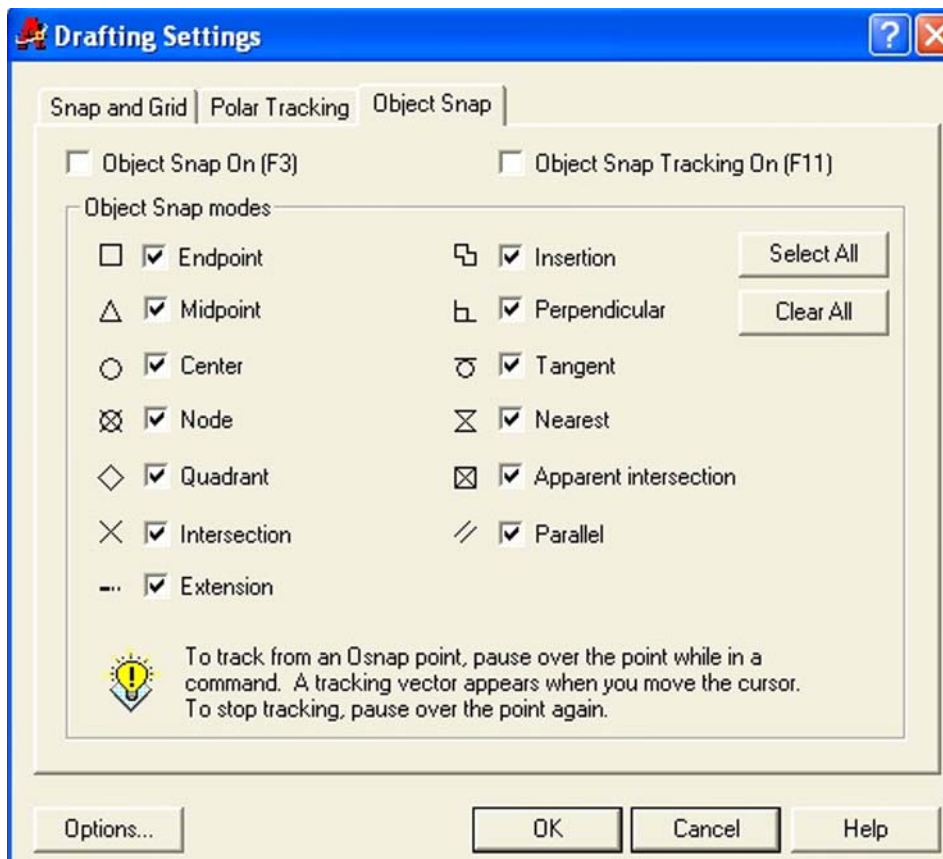 Drafting Settings
Snap and Grid
Polar Tracking
Object Snap
Object Snap On (F3)
Object Snap Tracking On (F11)
Object Snap modes
Endpoint
Midpoint
Center
Node
Quadrant
Intersection
Extension
Insertion
Perpendicular
Tangent
Nearest
Apparent intersection
Parallel
Select All
Clear All
To track from an Osnap point, pause over the point while in a
command. A tracking vector appears when you move the cursor.
To stop tracking, pause over the point again.
Options...
OK
Cancel
Help